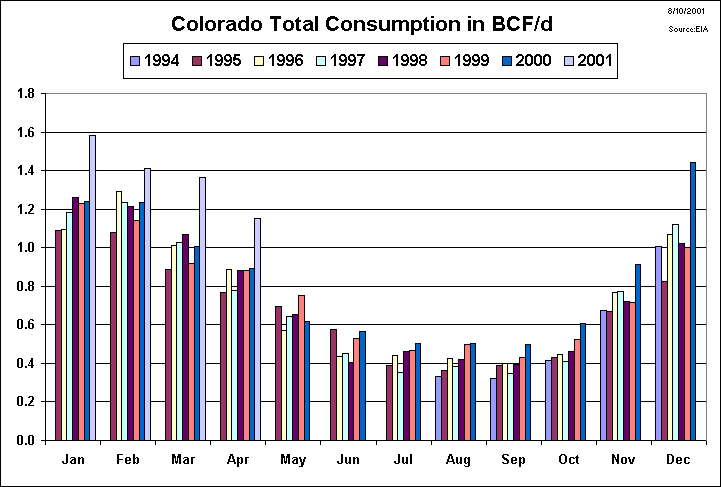 Colorado Total Consumption in BCF/d
8/10/2001
Source:EIA
1994 1995 1996 1997 1998 1999 2000 2001
1.8
1.6
1.4
1.2
1.0
0.8
0.6
0.4
0.2
0.0
Jan Feb Mar Apr May Jun Jul Aug Sep Oct Nov Dec